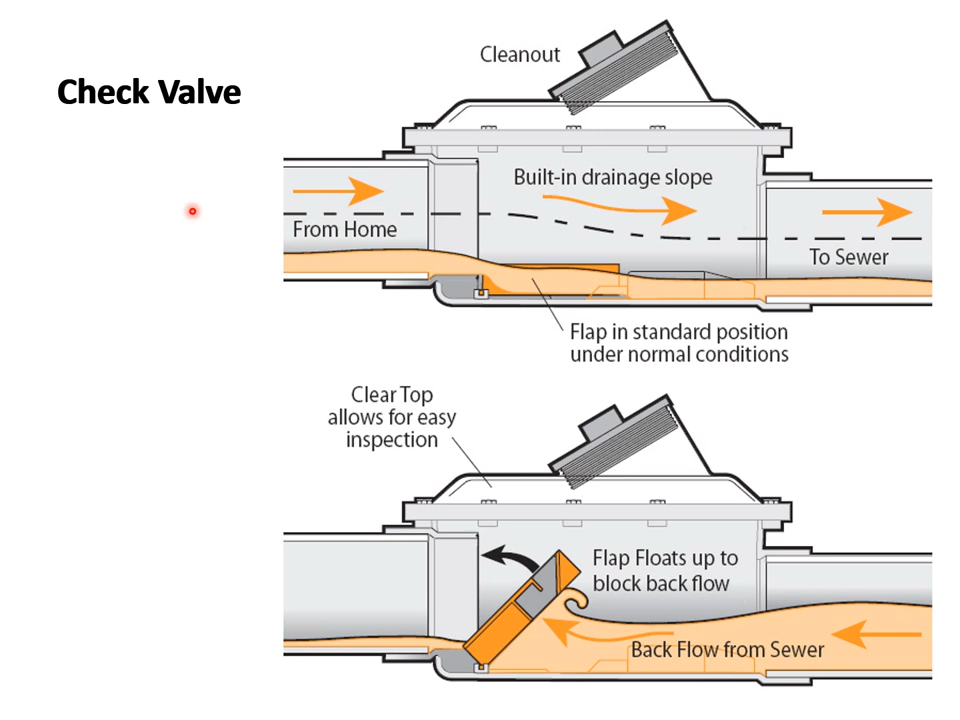 Check Valve
Cleanout
Built-in drainage slope
From Home
To Sewer
Flap in standard position
under normal conditions
Clear Top
allows for easy
inspection
Flap Floats up to
block back flow
Back Flow from Sewer